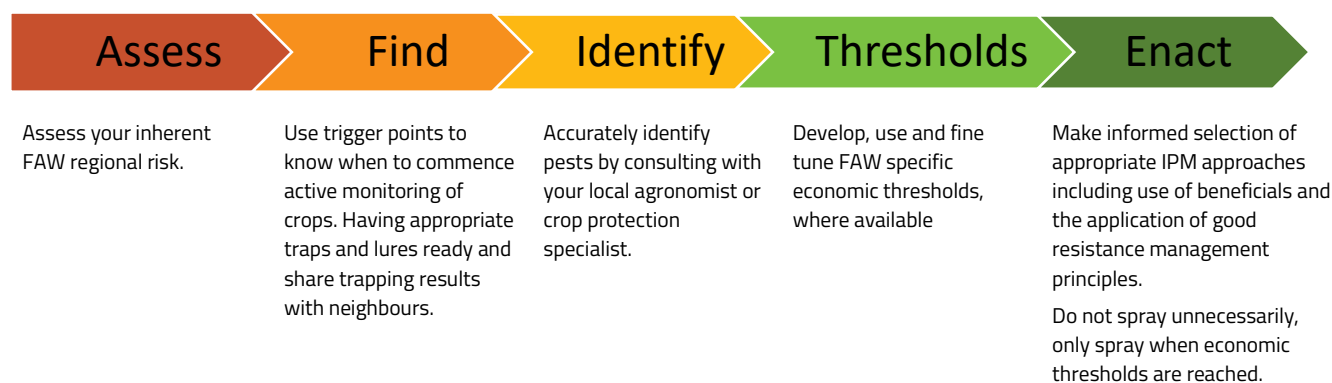 Assess
Find
Identify
Thresholds
Enact
Assess your inherent
FAW regional risk.
Use trigger points to
know when to commence
active monitoring of
crops. Having appropriate
traps and lures ready and
share trapping results
with neighbours.
Accurately identify
pests by consulting with
your local agronomist or
crop protection
specialist.
Develop, use and fine
tune FAW specific
economic thresholds,
where available
Make informed selection of
appropriate IPM approaches
including use of beneficials and
the application of good
resistance management
principles.
Do not spray unnecessarily,
only spray when economic
thresholds are reached.